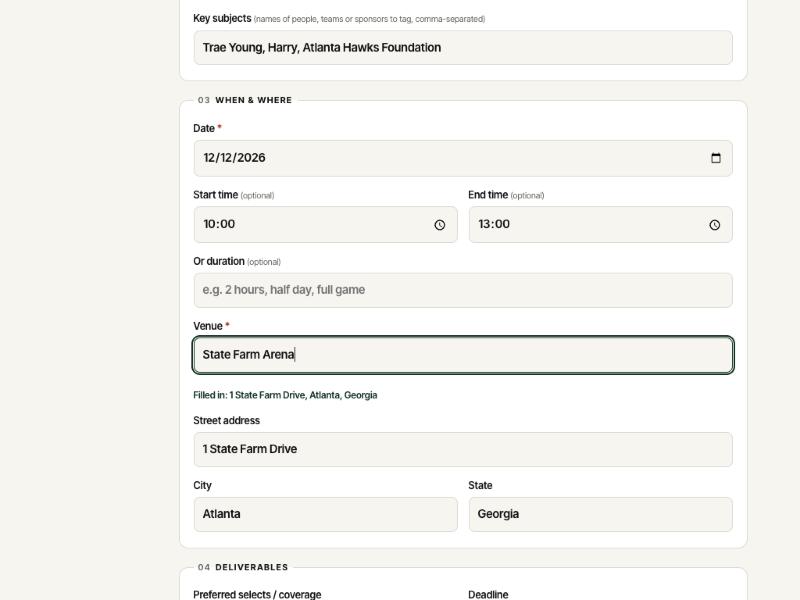 Key subjects (names of people, teams or sponsors to tag, comma-separated)
Trae Young, Harry, Atlanta Hawks Foundation
03 WHEN & WHERE
Date *
12/12/2026
Start time (optional)
End time (optional)
10:00
13:00
Or duration (optional)
e.g. 2 hours, half day, full game
Venue *
State Farm Arena
Filled in: 1 State Farm Drive, Atlanta, Georgia
Street address
1 State Farm Drive
City
State
Atlanta
Georgia
04 DELIVERABLES
Preferred selects / coverage
Deadline